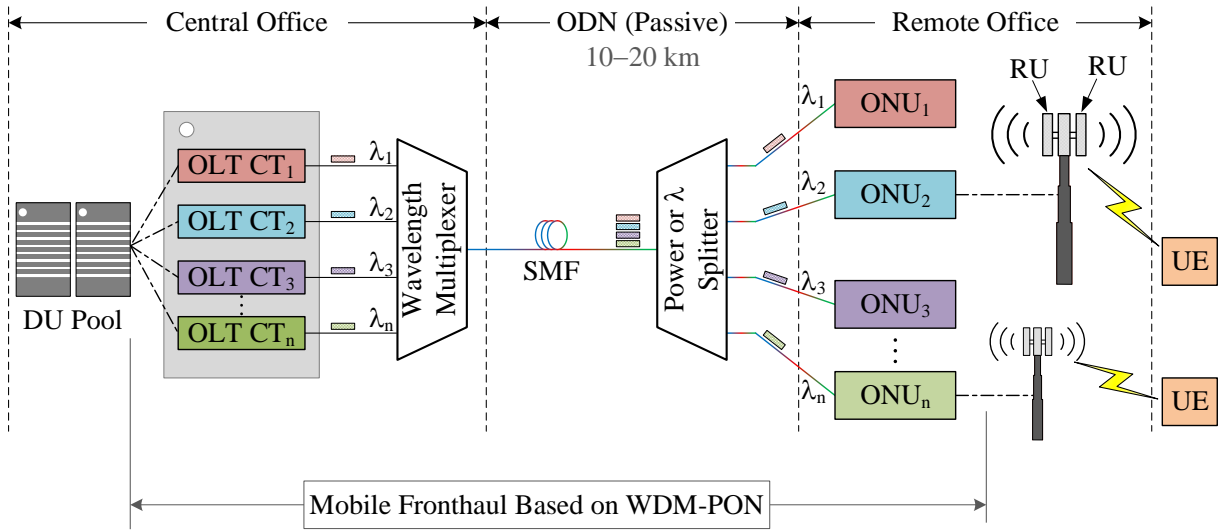 Central Office
ODN (Passive)
Remote Office
10–20 km
RU
RU
OLT CT1
λ1
λ1
ONU1
OLT CT2
λ2
λ2
ONU2
OLT CT3
λ3
λ3
ONU3
OLT CTn
λn
λn
ONUn
Wavelength
Multiplexer
SMF
Power or λ
Splitter
DU Pool
UE
UE
Mobile Fronthaul Based on WDM-PON